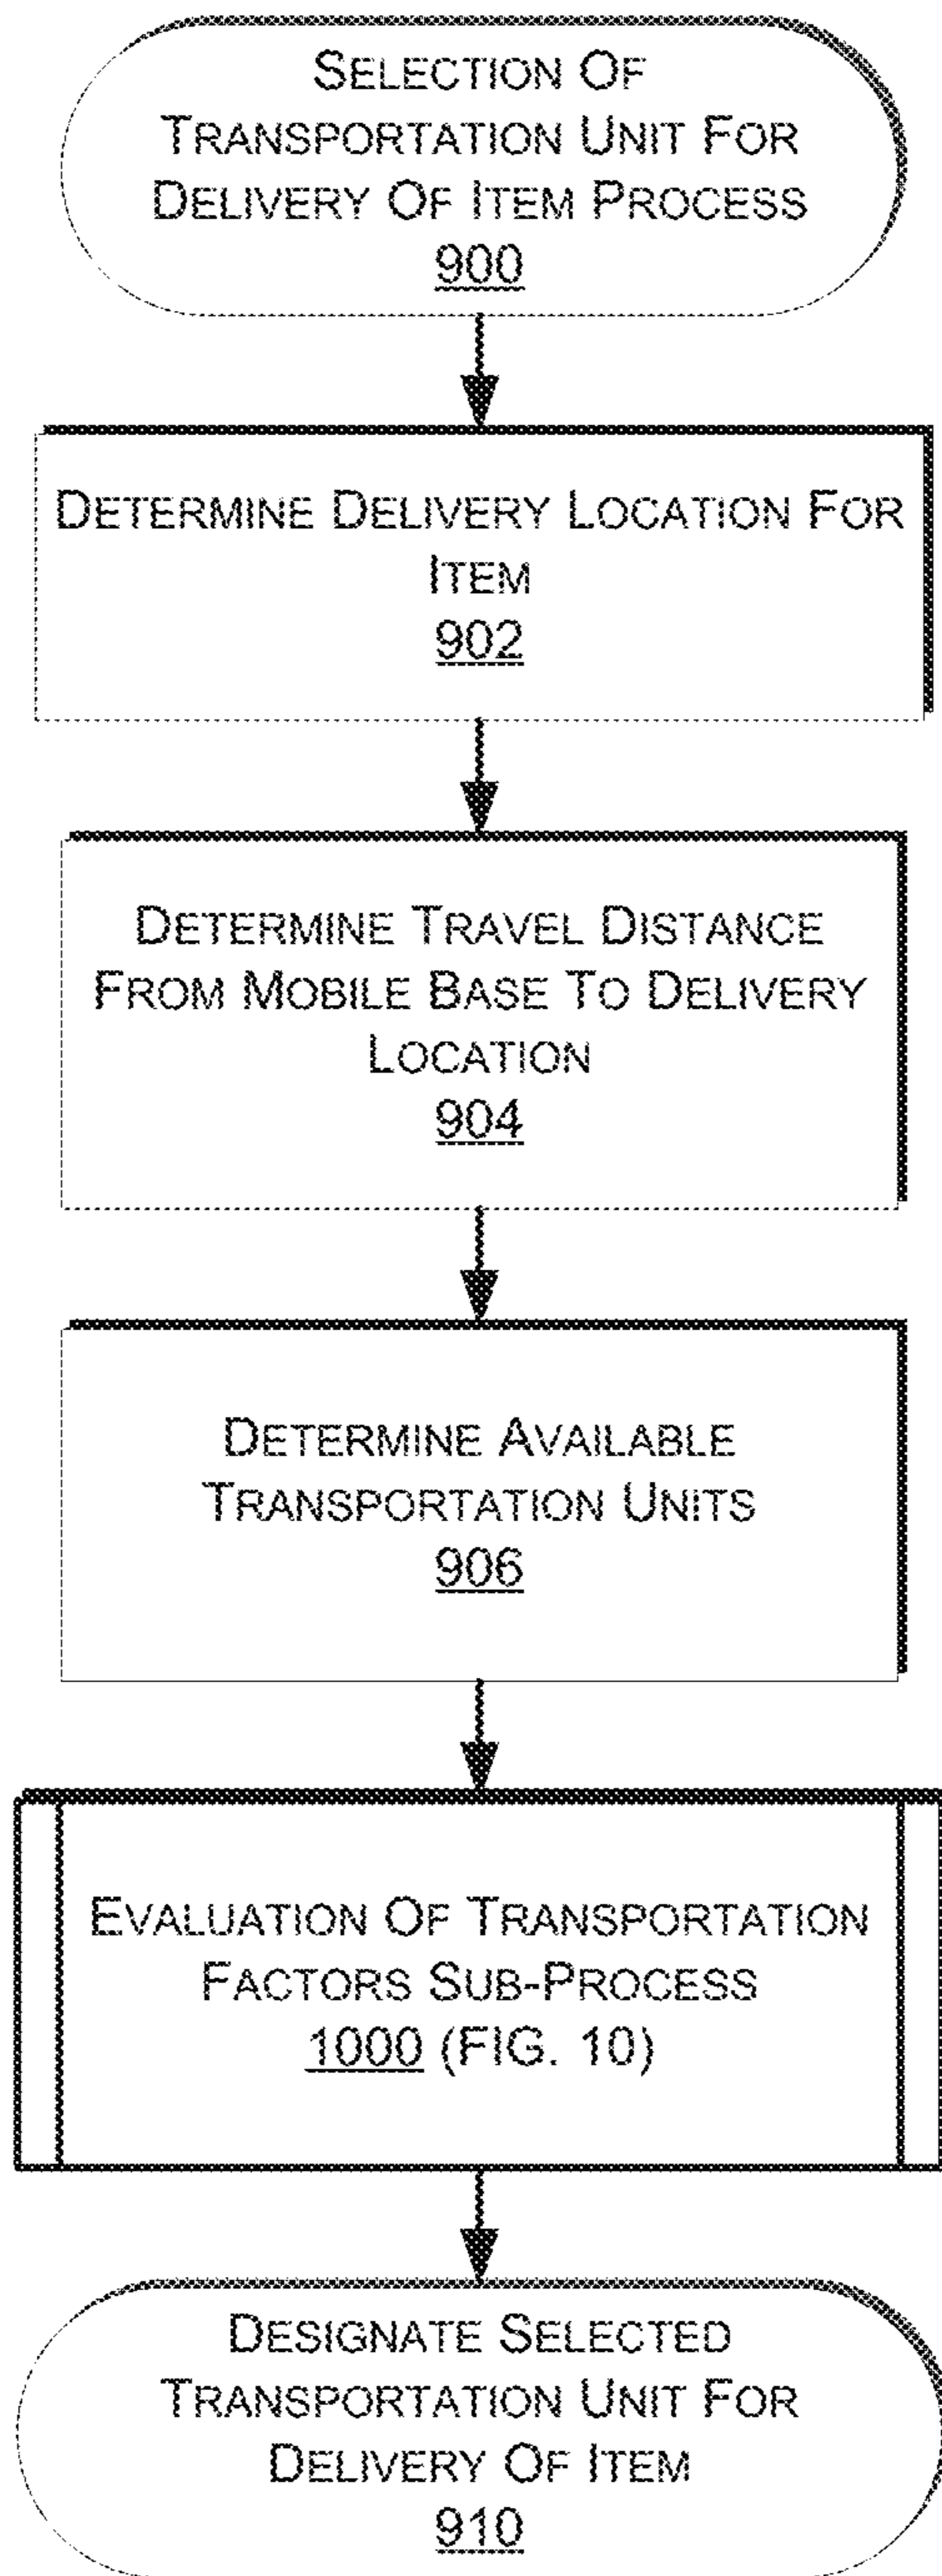 SELECTION OF
TRANSPORTATION UNIT FOR
DELIVERY OF ITEM PROCESS
900
DETERMINE DELIVERY LOCATION FOR
ITEM
902
DETERMINE TRAVEL DISTANCE
FROM MOBILE BASE TO DELIVERY
LOCATION
904
DETERMINE AVAILABLE
TRANSPORTATION UNITS
906
EVALUATION OF TRANSPORTATION
FACTORS SUB-PROCESS
1000 (FIG. 10)
DESIGNATE SELECTED
TRANSPORTATION UNIT FOR
DELIVERY OF ITEM
910